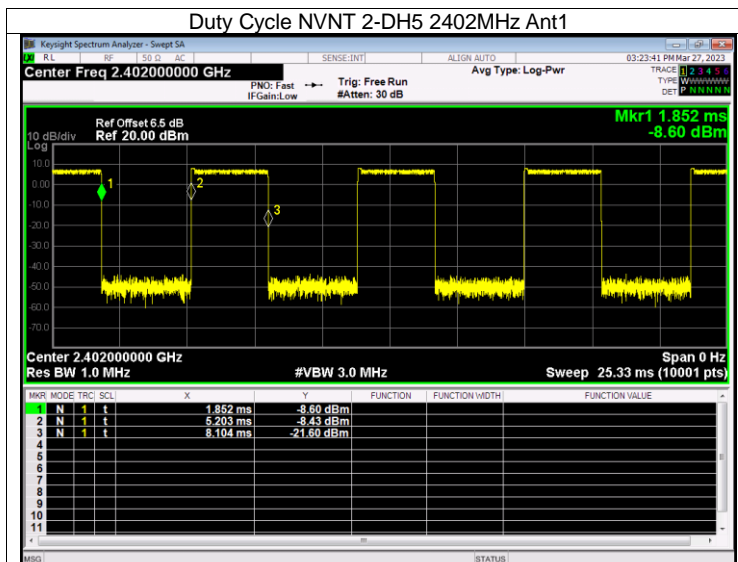 Duty Cycle NVNT 2-DH5 2402MHz Ant1
Keysight Spectrum Analyzer - Swept SA
RL RF 50 Ω AC SENSE:INT ALIGN AUTO 03:23:41 PM Mar 27, 2023
Center Freq 2.402000000 GHz Avg Type: Log-Pwr TRACE 1 2 3 4 5 6
PNO: Fast Trig: Free Run TYPE W
IFGain:Low #Atten: 30 dB DET P N N N N N
Mkr1 1.852 ms
-8.60 dBm
Ref Offset 6.5 dB
10 dB/div Ref 20.00 dBm
Log
10.0
0.00
-10.0
-20.0
-30.0
-40.0
-50.0
-60.0
-70.0
1
2
3
Center 2.402000000 GHz Span 0 Hz
Res BW 1.0 MHz #VBW 3.0 MHz Sweep 25.33 ms (10001 pts)
MKR MODE TRC SCL X Y FUNCTION FUNCTION WIDTH FUNCTION VALUE
1 N 1 t 1.852 ms -8.60 dBm
2 N 1 t 5.203 ms -8.43 dBm
3 N 1 t 8.104 ms -21.60 dBm
4
5
6
7
8
9
10
11
MSG STATUS